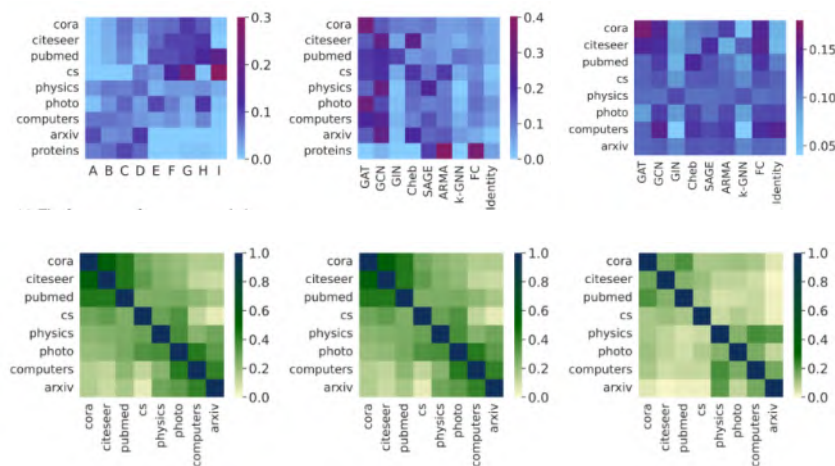 cora
citeseer
pubmed
cs
physics
photo
computers
arxiv
proteins
A B C D E F G H I
0.3
0.2
0.1
0.0
GAT
GCN
GIN
Cheb
SAGE
ARMA
k-GNN
FC
Identity
0.4
0.3
0.2
0.1
0.0
cora
citeseer
pubmed
cs
physics
photo
computers
arxiv
proteins
GAT
GCN
GIN
Cheb
SAGE
ARMA
k-GNN
FC
Identity
0.15
0.10
0.05
cora
citeseer
pubmed
cs
physics
photo
computers
arxiv
cora
citeseer
pubmed
cs
physics
photo
computers
arxiv
cora
citeseer
pubmed
cs
physics
photo
computers
arxiv
1.0
0.8
0.6
0.4
0.2
0.0
cora
citeseer
pubmed
cs
physics
photo
computers
arxiv
cora
citeseer
pubmed
cs
physics
photo
computers
arxiv
1.0
0.8
0.6
0.4
0.2
0.0
cora
citeseer
pubmed
cs
physics
photo
computers
arxiv
cora
citeseer
pubmed
cs
physics
photo
computers
arxiv
1.0
0.8
0.6
0.4
0.2
0.0